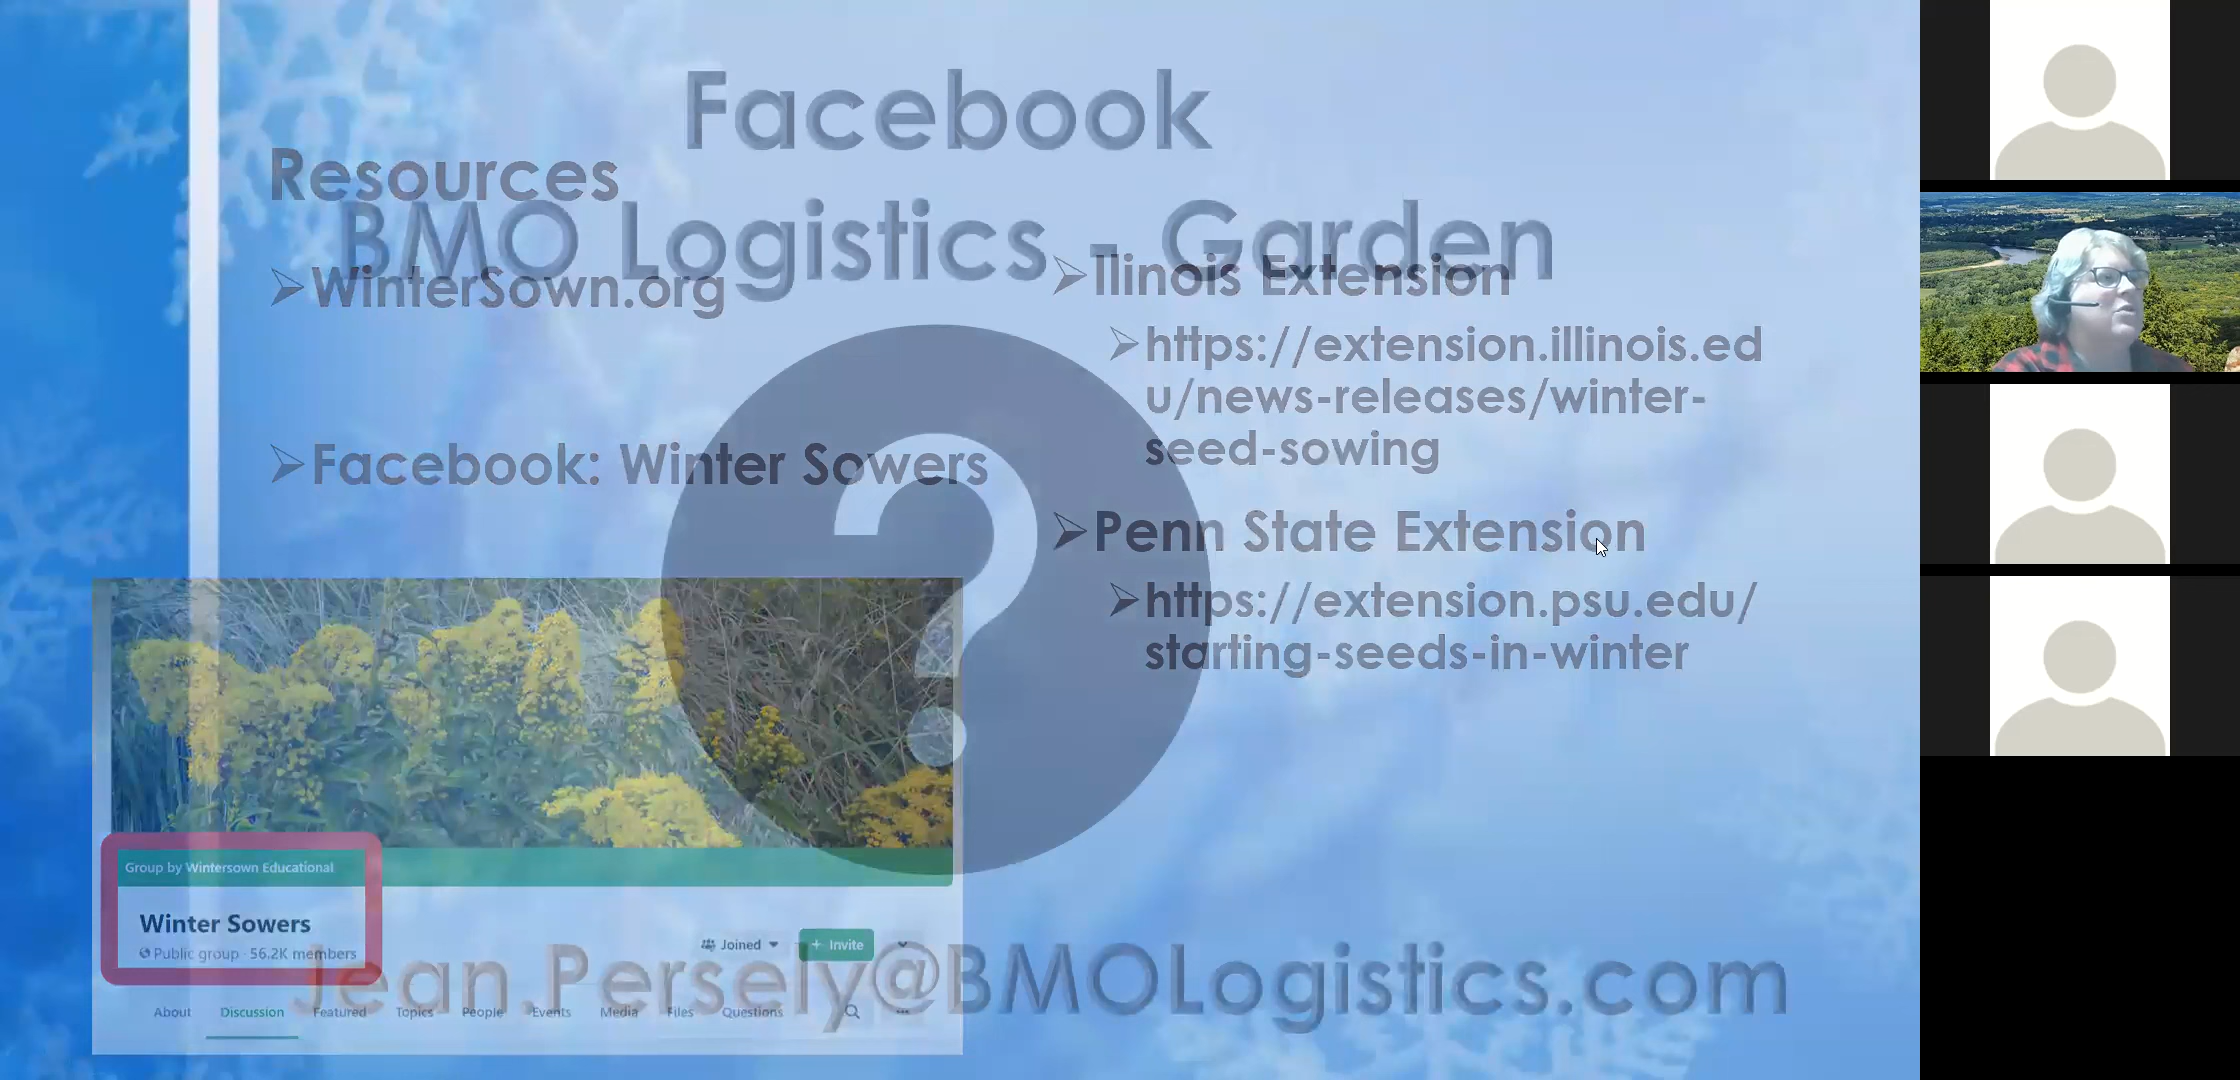 Facebook
BMO Logistics - Garden
Resources
➢WinterSown.org
➢Facebook: Winter Sowers
➢Ilinois Extension
➢https://extension.illinois.ed
u/news-releases/winter-
seed-sowing
➢Penn State Extension
➢https://extension.psu.edu/
starting-seeds-in-winter
?
Group by Wintersown Educational
Winter Sowers
Public group · 56.2K members
Joined
+ Invite
About Discussion Featured Topics People Events Media Files Questions
Jean.Persely@BMOLogistics.com